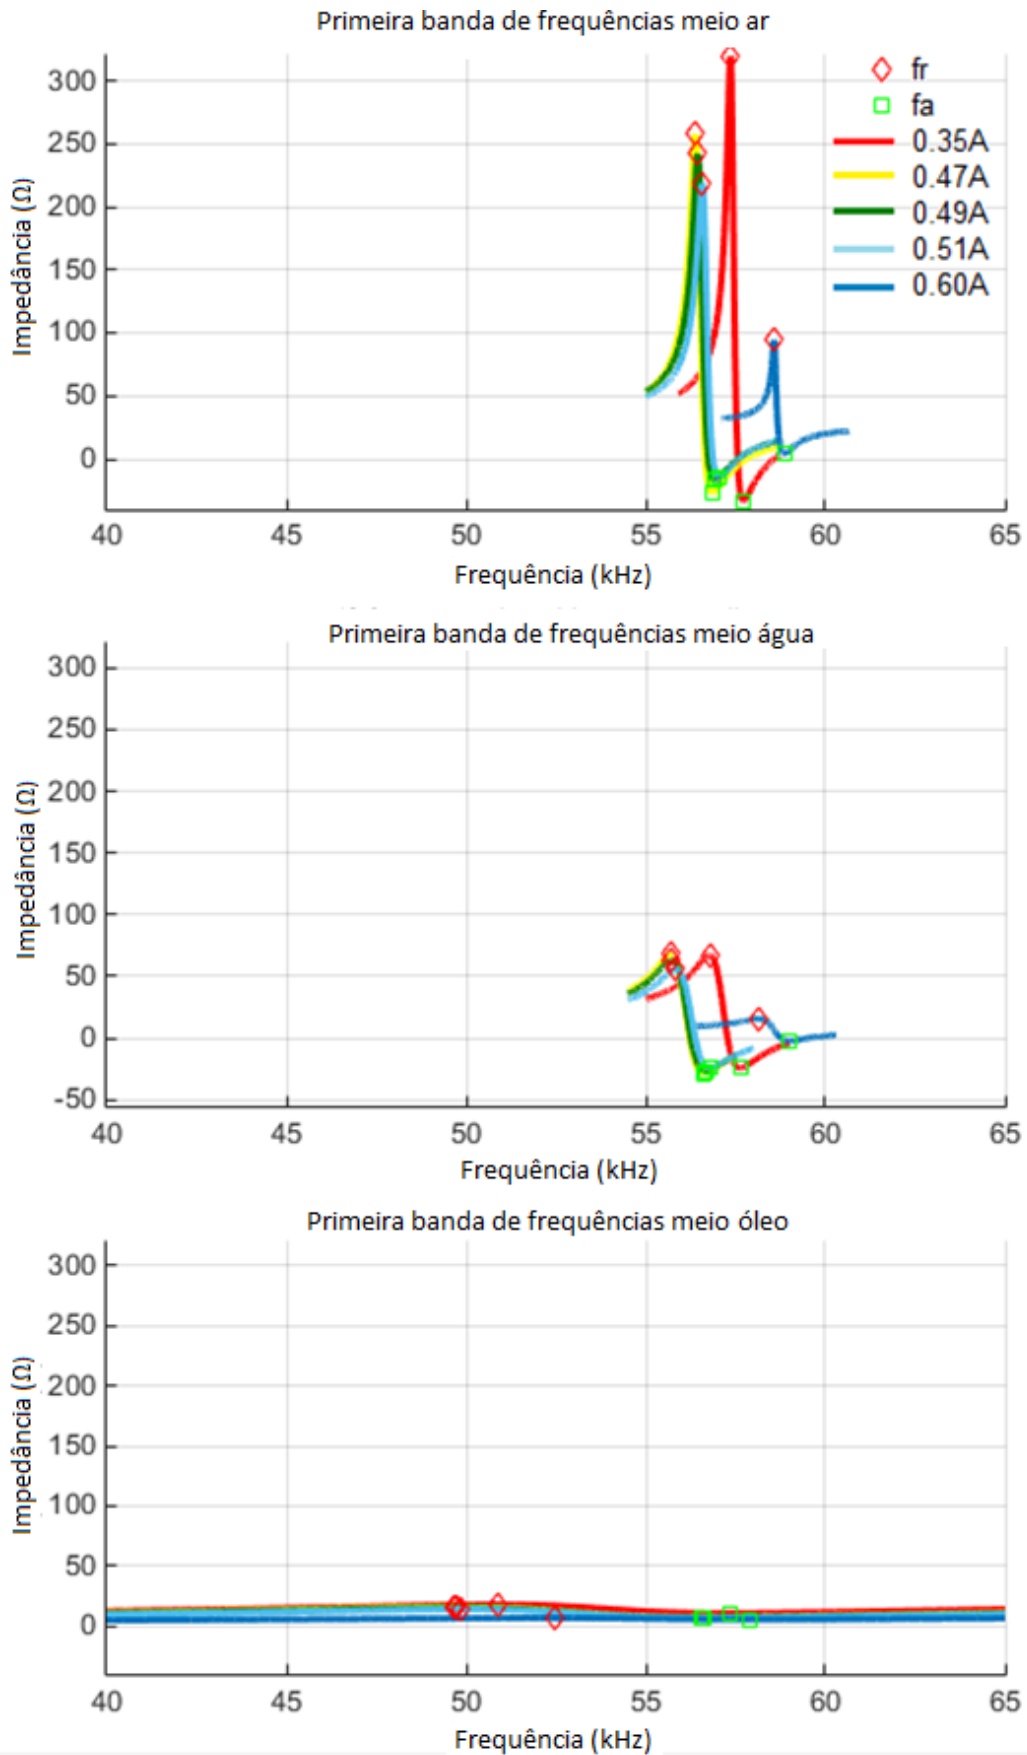 Primeira banda de frequências meio ar
300
250
200
150
100
50
0
Impedância (Ω)
fr
fa
0.35A
0.47A
0.49A
0.51A
0.60A
40 45 50 55 60 65
Frequência (kHz)
Primeira banda de frequências meio água
300
250
200
150
100
50
0
-50
Impedância (Ω)
40 45 50 55 60 65
Frequência (kHz)
Primeira banda de frequências meio óleo
300
250
200
150
100
50
0
Impedância (Ω)
40 45 50 55 60 65
Frequência (kHz)